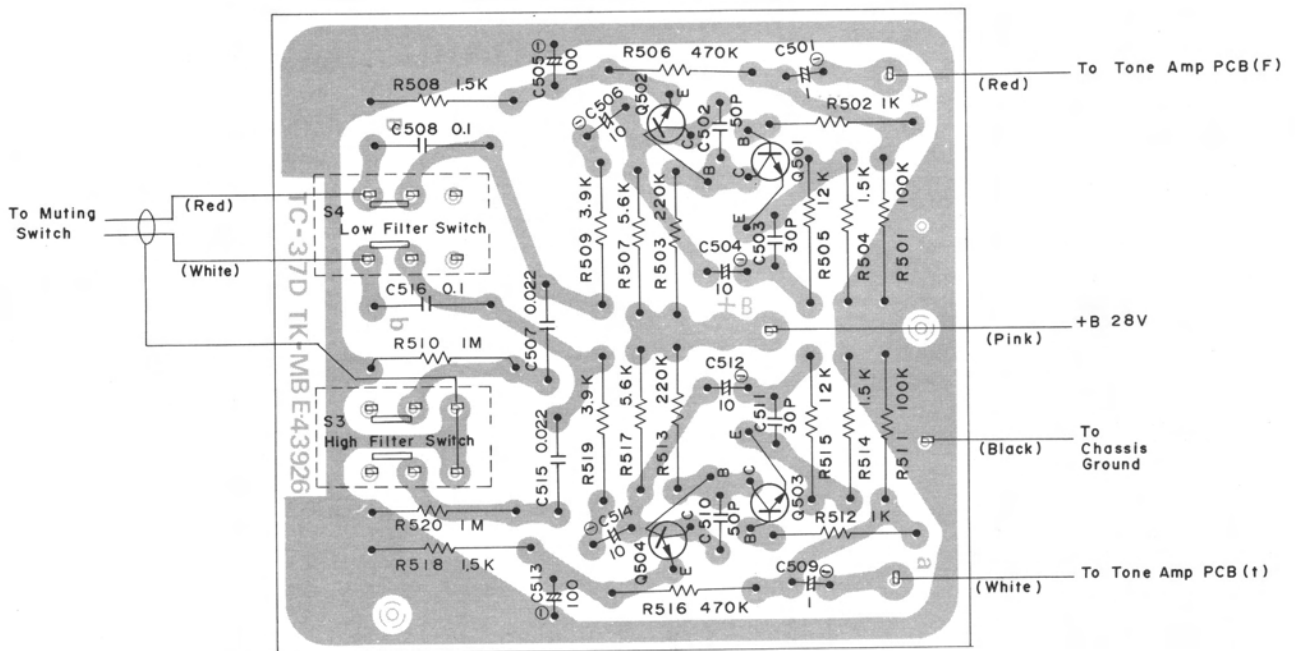 R506 470K
C501
C505 100
Q502
E
1
A
To Tone Amp PCB(F)
(Red)
R508 1.5K
C506
10
C502 50P
R502 1K
a
C508 0.1
C
B
Q501
B
C
To Muting Switch
(Red)
S4
Low Filter Switch
(White)
R509 3.9K
R507 5.6K
R503 220K
E
C504
10
C503 30P
R505 12K
R504 1.5K
R501 100K
C516 0.1
b
C507 0.022
+B
+B 28V
(Pink)
R510 1M
TC-37D TK-MB E-43926
S3
High Filter Switch
C515 0.022
R519 3.9K
R517 5.6K
R513 220K
C512
10
C511 30P
R515 12K
R514 1.5K
R511 100K
E
To
Chassis
Ground
(Black)
B
C
Q503
R520 1M
C514
10
C
C510 50P
B
R512 1K
R518 1.5K
C513 100
Q504
E
C509
1
a
To Tone Amp PCB(t)
(White)
R516 470K